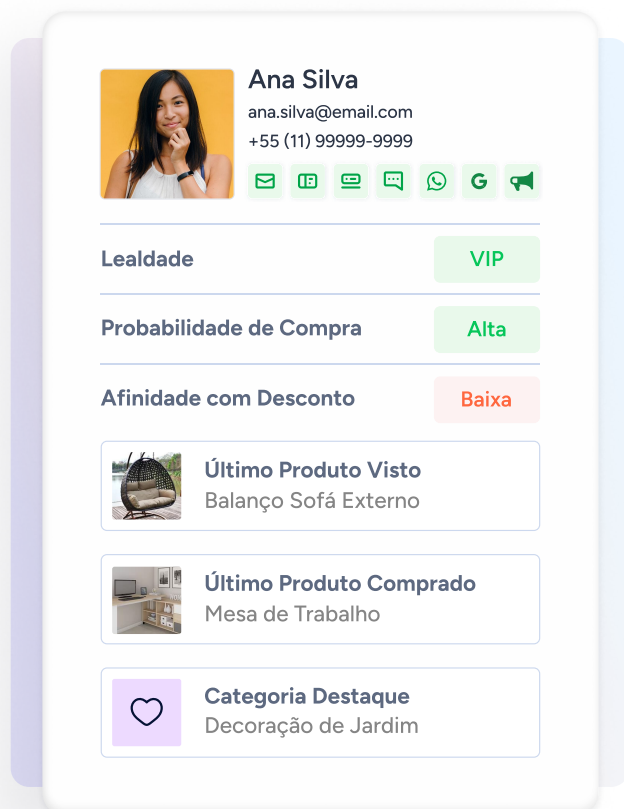 Ana Silva
ana.silva@email.com
+55 (11) 99999-9999
G
Lealdade
VIP
Probabilidade de Compra
Alta
Afinidade com Desconto
Baixa
Último Produto Visto
Balanço Sofá Externo
Último Produto Comprado
Mesa de Trabalho
Categoria Destaque
Decoração de Jardim